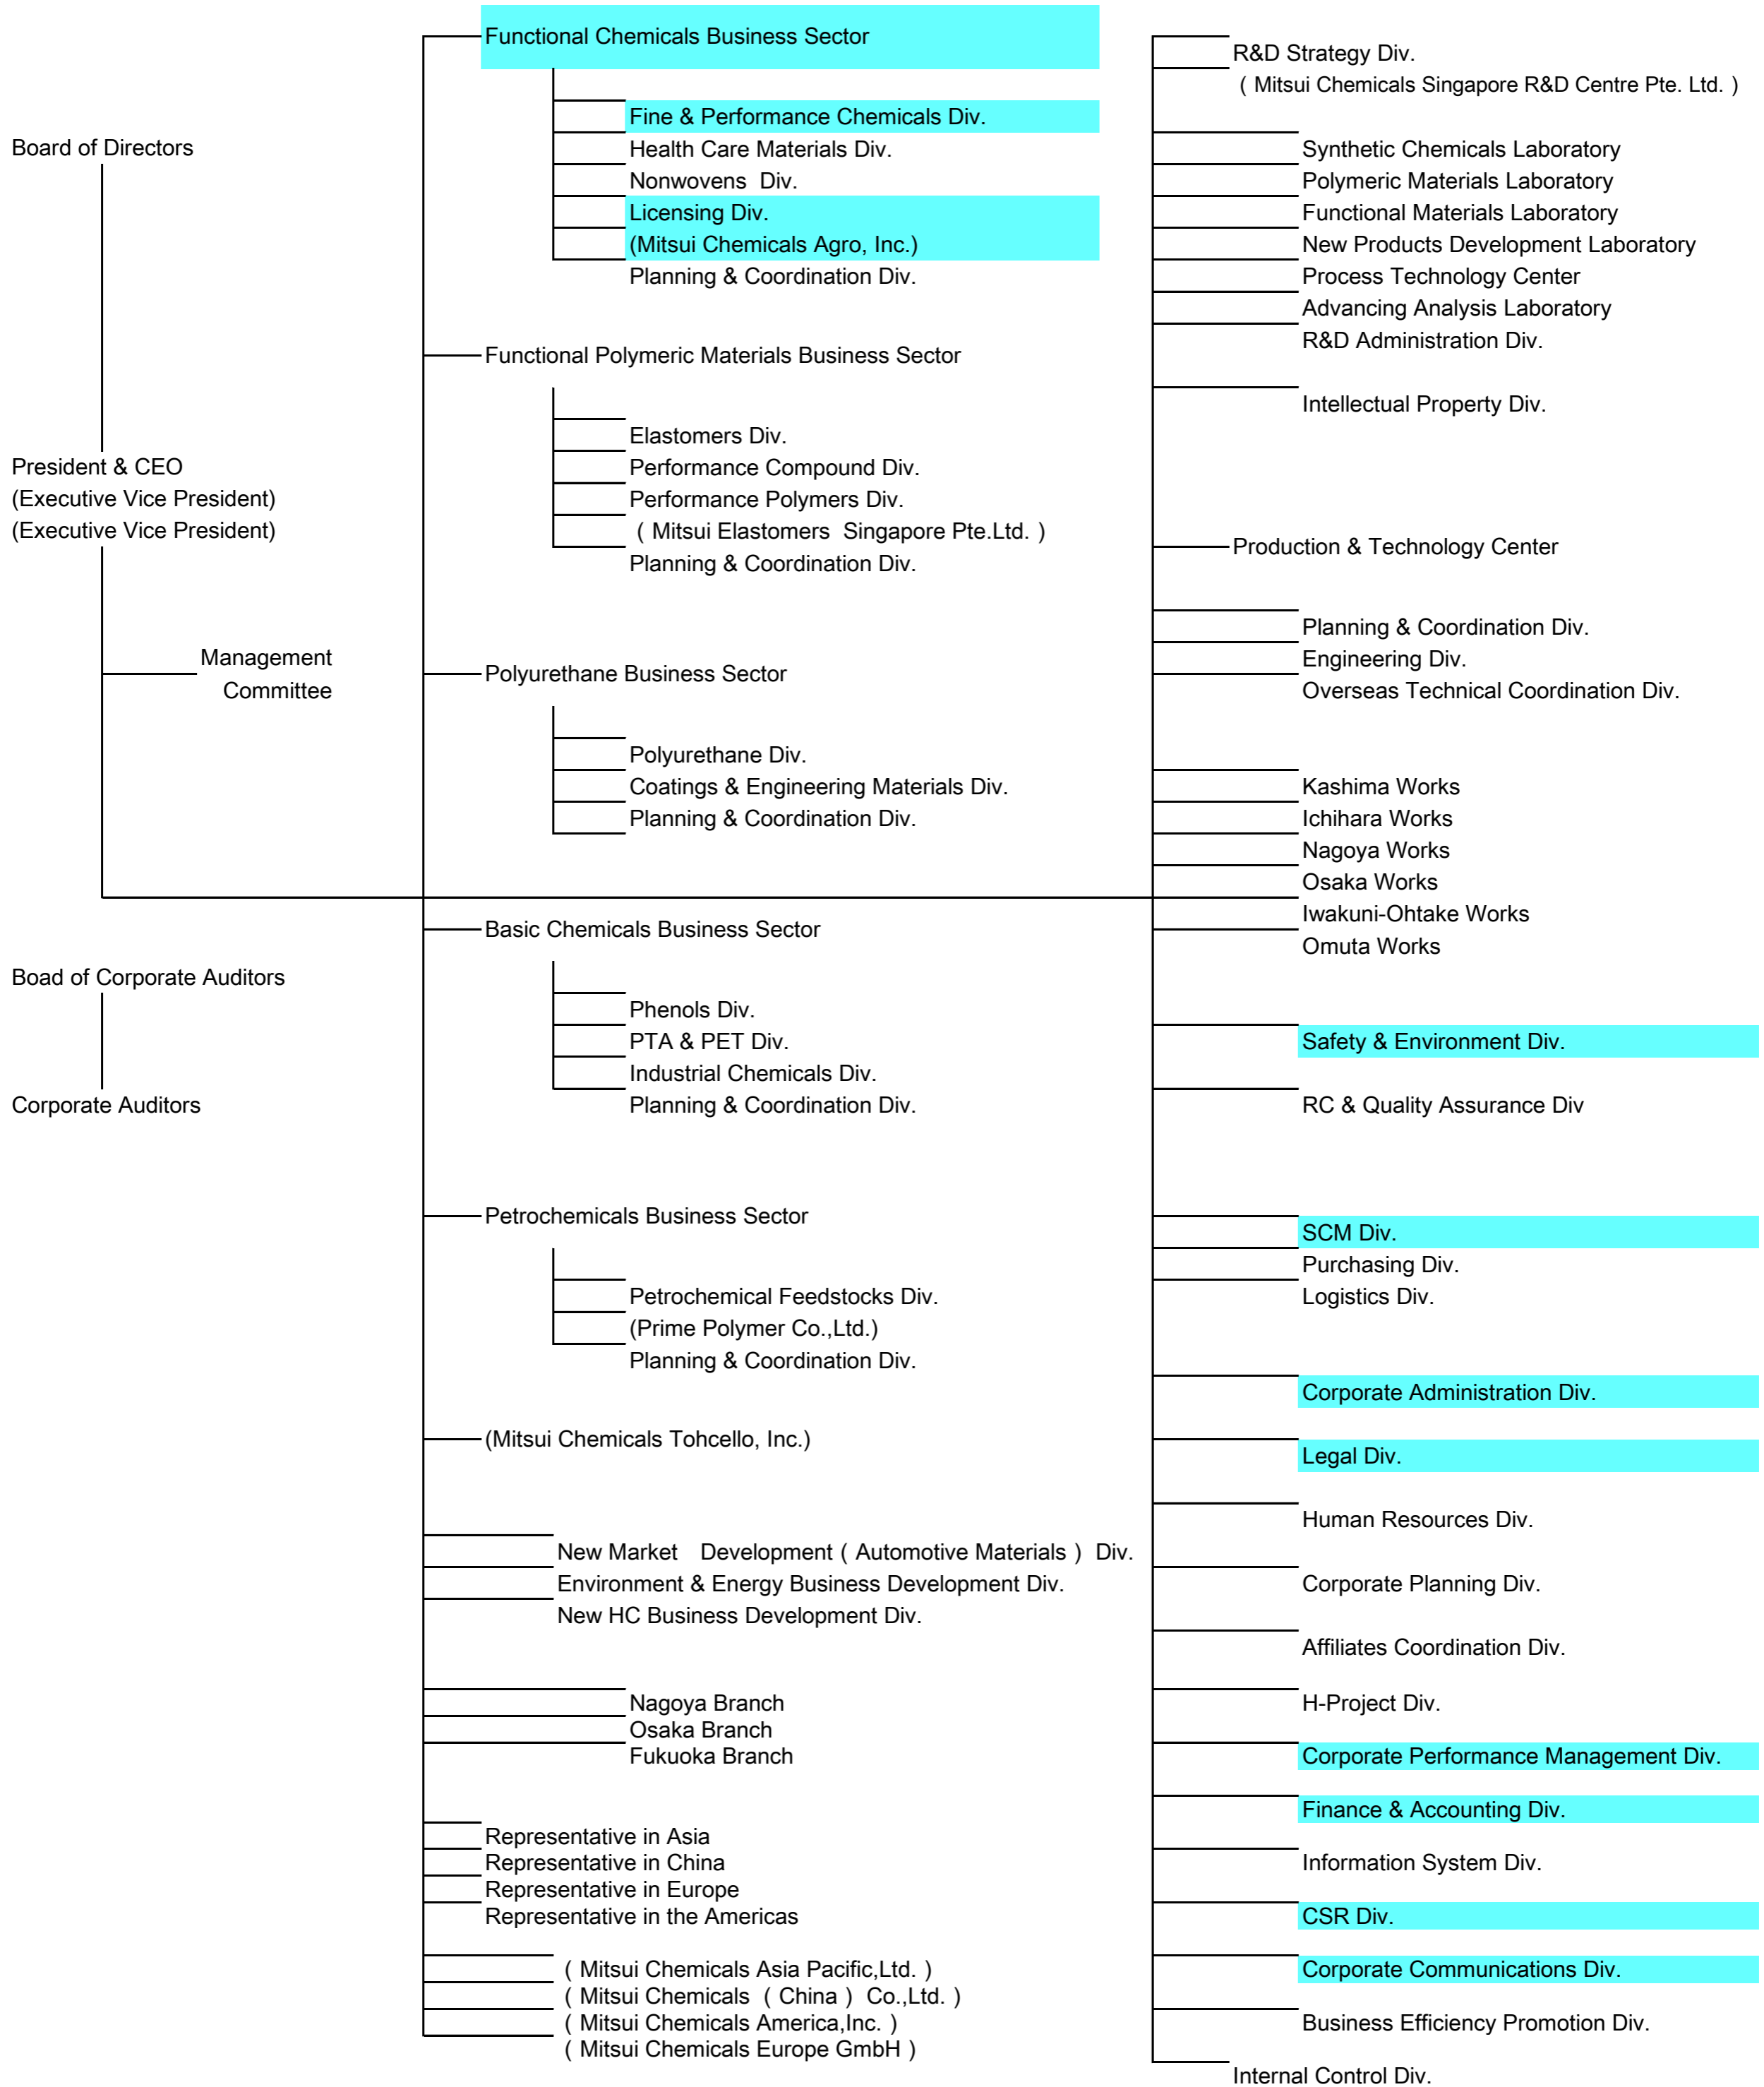 Board of Directors
President & CEO
(Executive Vice President)
(Executive Vice President)
Management
Committee
Boad of Corporate Auditors
Corporate Auditors
Functional Chemicals Business Sector
Fine & Performance Chemicals Div.
Health Care Materials Div.
Nonwovens Div.
Licensing Div.
(Mitsui Chemicals Agro, Inc.)
Planning & Coordination Div.
Functional Polymeric Materials Business Sector
Elastomers Div.
Performance Compound Div.
Performance Polymers Div.
( Mitsui Elastomers Singapore Pte.Ltd. )
Planning & Coordination Div.
Polyurethane Business Sector
Polyurethane Div.
Coatings & Engineering Materials Div.
Planning & Coordination Div.
Basic Chemicals Business Sector
Phenols Div.
PTA & PET Div.
Industrial Chemicals Div.
Planning & Coordination Div.
Petrochemicals Business Sector
Petrochemical Feedstocks Div.
(Prime Polymer Co.,Ltd.)
Planning & Coordination Div.
(Mitsui Chemicals Tohcello, Inc.)
New Market Development ( Automotive Materials ) Div.
Environment & Energy Business Development Div.
New HC Business Development Div.
Nagoya Branch
Osaka Branch
Fukuoka Branch
Representative in Asia
Representative in China
Representative in Europe
Representative in the Americas
( Mitsui Chemicals Asia Pacific,Ltd. )
( Mitsui Chemicals ( China ) Co.,Ltd. )
( Mitsui Chemicals America,Inc. )
( Mitsui Chemicals Europe GmbH )
R&D Strategy Div.
( Mitsui Chemicals Singapore R&D Centre Pte. Ltd. )
Synthetic Chemicals Laboratory
Polymeric Materials Laboratory
Functional Materials Laboratory
New Products Development Laboratory
Process Technology Center
Advancing Analysis Laboratory
R&D Administration Div.
Intellectual Property Div.
Production & Technology Center
Planning & Coordination Div.
Engineering Div.
Overseas Technical Coordination Div.
Kashima Works
Ichihara Works
Nagoya Works
Osaka Works
Iwakuni-Ohtake Works
Omuta Works
Safety & Environment Div.
RC & Quality Assurance Div
SCM Div.
Purchasing Div.
Logistics Div.
Corporate Administration Div.
Legal Div.
Human Resources Div.
Corporate Planning Div.
Affiliates Coordination Div.
H-Project Div.
Corporate Performance Management Div.
Finance & Accounting Div.
Information System Div.
CSR Div.
Corporate Communications Div.
Business Efficiency Promotion Div.
Internal Control Div.